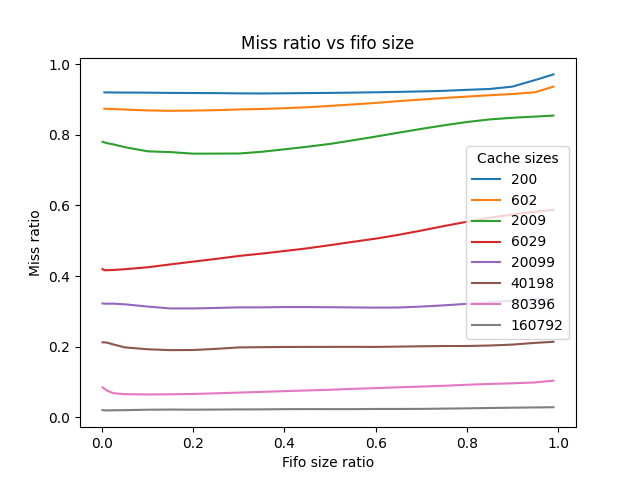 Miss ratio vs fifo size
1.0
0.8
0.6
0.4
0.2
0.0
Miss ratio
Cache sizes
200
602
2009
6029
20099
40198
80396
160792
0.0 0.2 0.4 0.6 0.8 1.0
Fifo size ratio